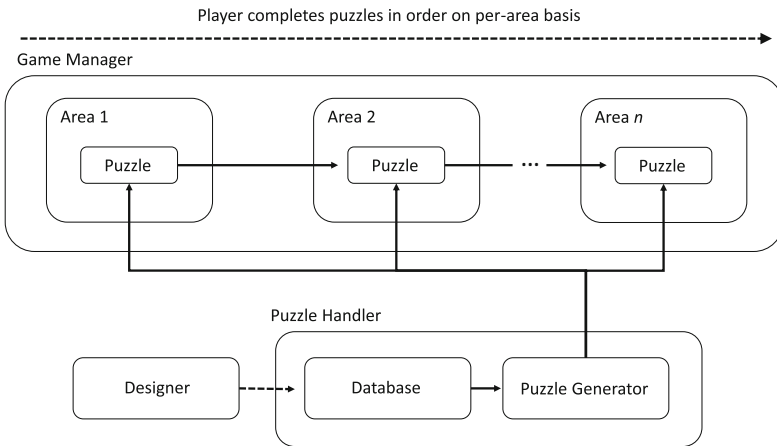 Player completes puzzles in order on per-area basis
Game Manager
Area 1
Area 2
Area n
Puzzle
Puzzle
...
Puzzle
Puzzle Handler
Designer
Database
Puzzle Generator